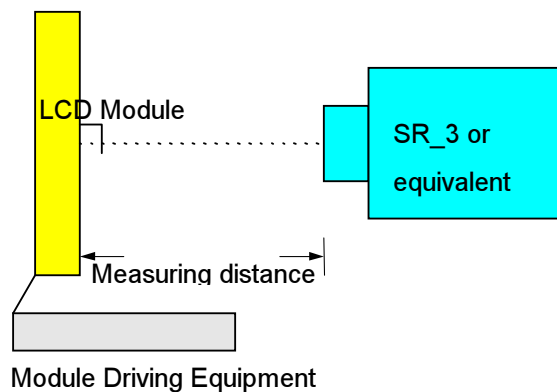 LCD Module
SR_3 or
equivalent
Measuring distance
Module Driving Equipment